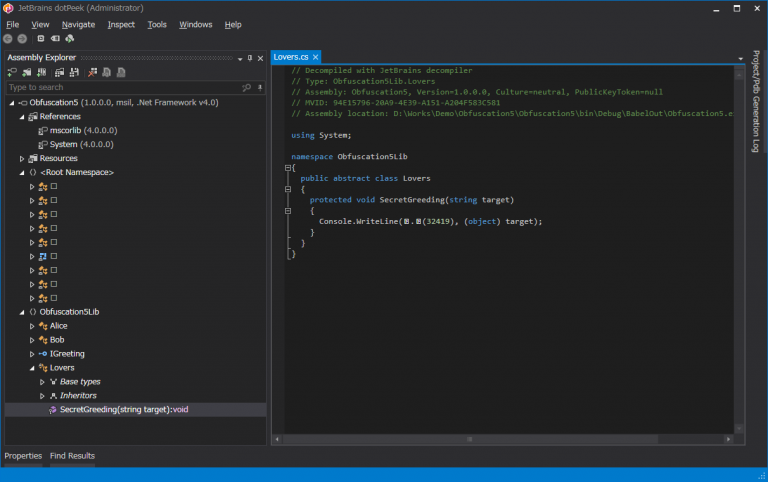 JetBrains dotPeek (Administrator)
File View Navigate Inspect Tools Windows Help
Assembly Explorer
Type to search
Obfuscation5 (1.0.0.0, msil, .Net Framework v4.0)
References
mscorlib (4.0.0.0)
System (4.0.0.0)
Resources
<Root Namespace>
Obfuscation5Lib
Alice
Bob
IGreeting
Lovers
Base types
Inheritors
SecretGreeding(string target):void
Lovers.cs
// Decompiled with JetBrains decompiler
// Type: Obfuscation5Lib.Lovers
// Assembly: Obfuscation5, Version=1.0.0.0, Culture=neutral, PublicKeyToken=null
// MVID: 94E15796-20A9-4E39-A151-A204F583C581
// Assembly location: D:\Works\Demo\Obfuscation5\Obfuscation5\bin\Debug\BabelOut\Obfuscation5.e
using System;
namespace Obfuscation5Lib
{
public abstract class Lovers
{
protected void SecretGreeding(string target)
{
Console.WriteLine( . (32419), (object) target);
}
}
}
Project/Pdb Generation Log
Properties Find Results